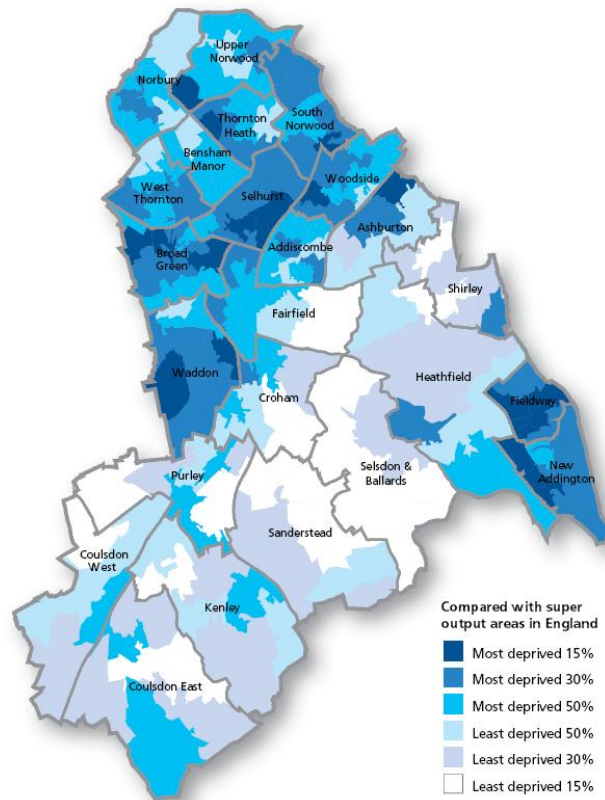 Upper
Norwood
Norbury
Thornton
Heath
South
Norwood
Bensham
Manor
Woodside
West
Thornton
Selhurst
Ashburton
Addiscombe
Broad
Green
Shirley
Fairfield
Waddon
Heathfield
Croham
Fieldway
New
Addington
Purley
Selsdon &
Ballards
Sanderstead
Coulsdon
West
Kenley
Coulsdon East
Compared with super
output areas in England
Most deprived 15%
Most deprived 30%
Most deprived 50%
Least deprived 50%
Least deprived 30%
Least deprived 15%